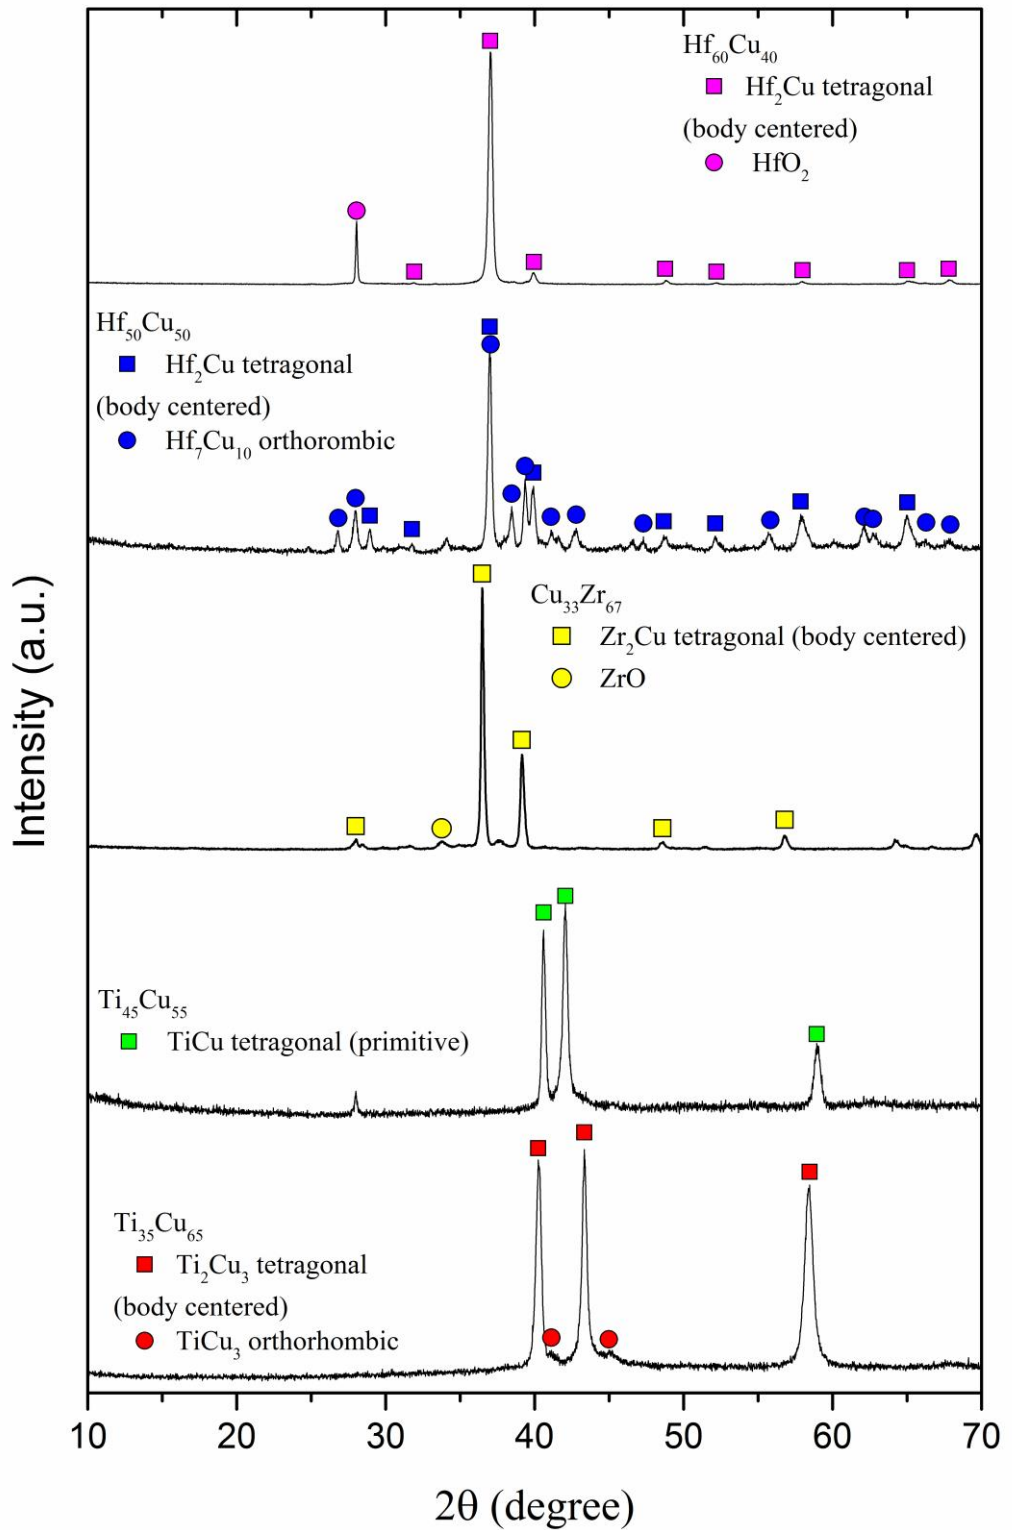 Hf60Cu40
Hf2Cu tetragonal
(body centered)
HfO2
Hf50Cu50
Hf2Cu tetragonal
(body centered)
Hf7Cu10 orthorombic
Cu33Zr67
Zr2Cu tetragonal (body centered)
ZrO
Ti45Cu55
TiCu tetragonal (primitive)
Ti35Cu65
Ti2Cu3 tetragonal
(body centered)
TiCu3 orthorhombic
Intensity (a.u.)
10 20 30 40 50 60 70
2θ (degree)